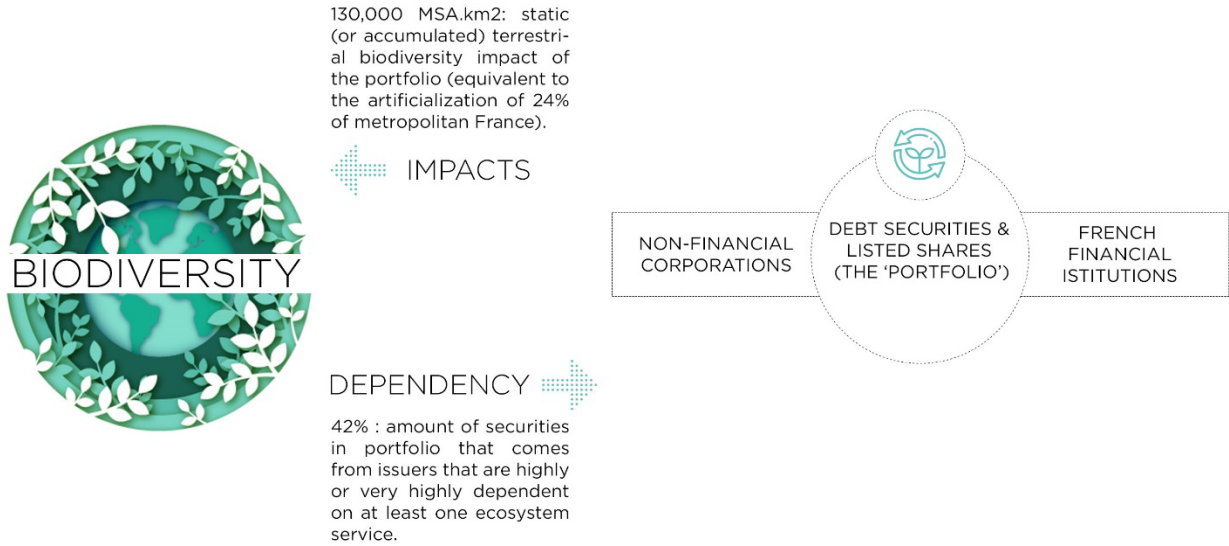 130,000 MSA.km2: static
(or accumulated) terrestri-
al biodiversity impact of
the portfolio (equivalent to
the artificialization of 24%
of metropolitan France).
IMPACTS
BIODIVERSITY
NON-FINANCIAL
CORPORATIONS
DEBT SECURITIES &
LISTED SHARES
(THE ‘PORTFOLIO’)
FRENCH
FINANCIAL
ISTITUTIONS
DEPENDENCY
42% : amount of securities
in portfolio that comes
from issuers that are highly
or very highly dependent
on at least one ecosystem
service.